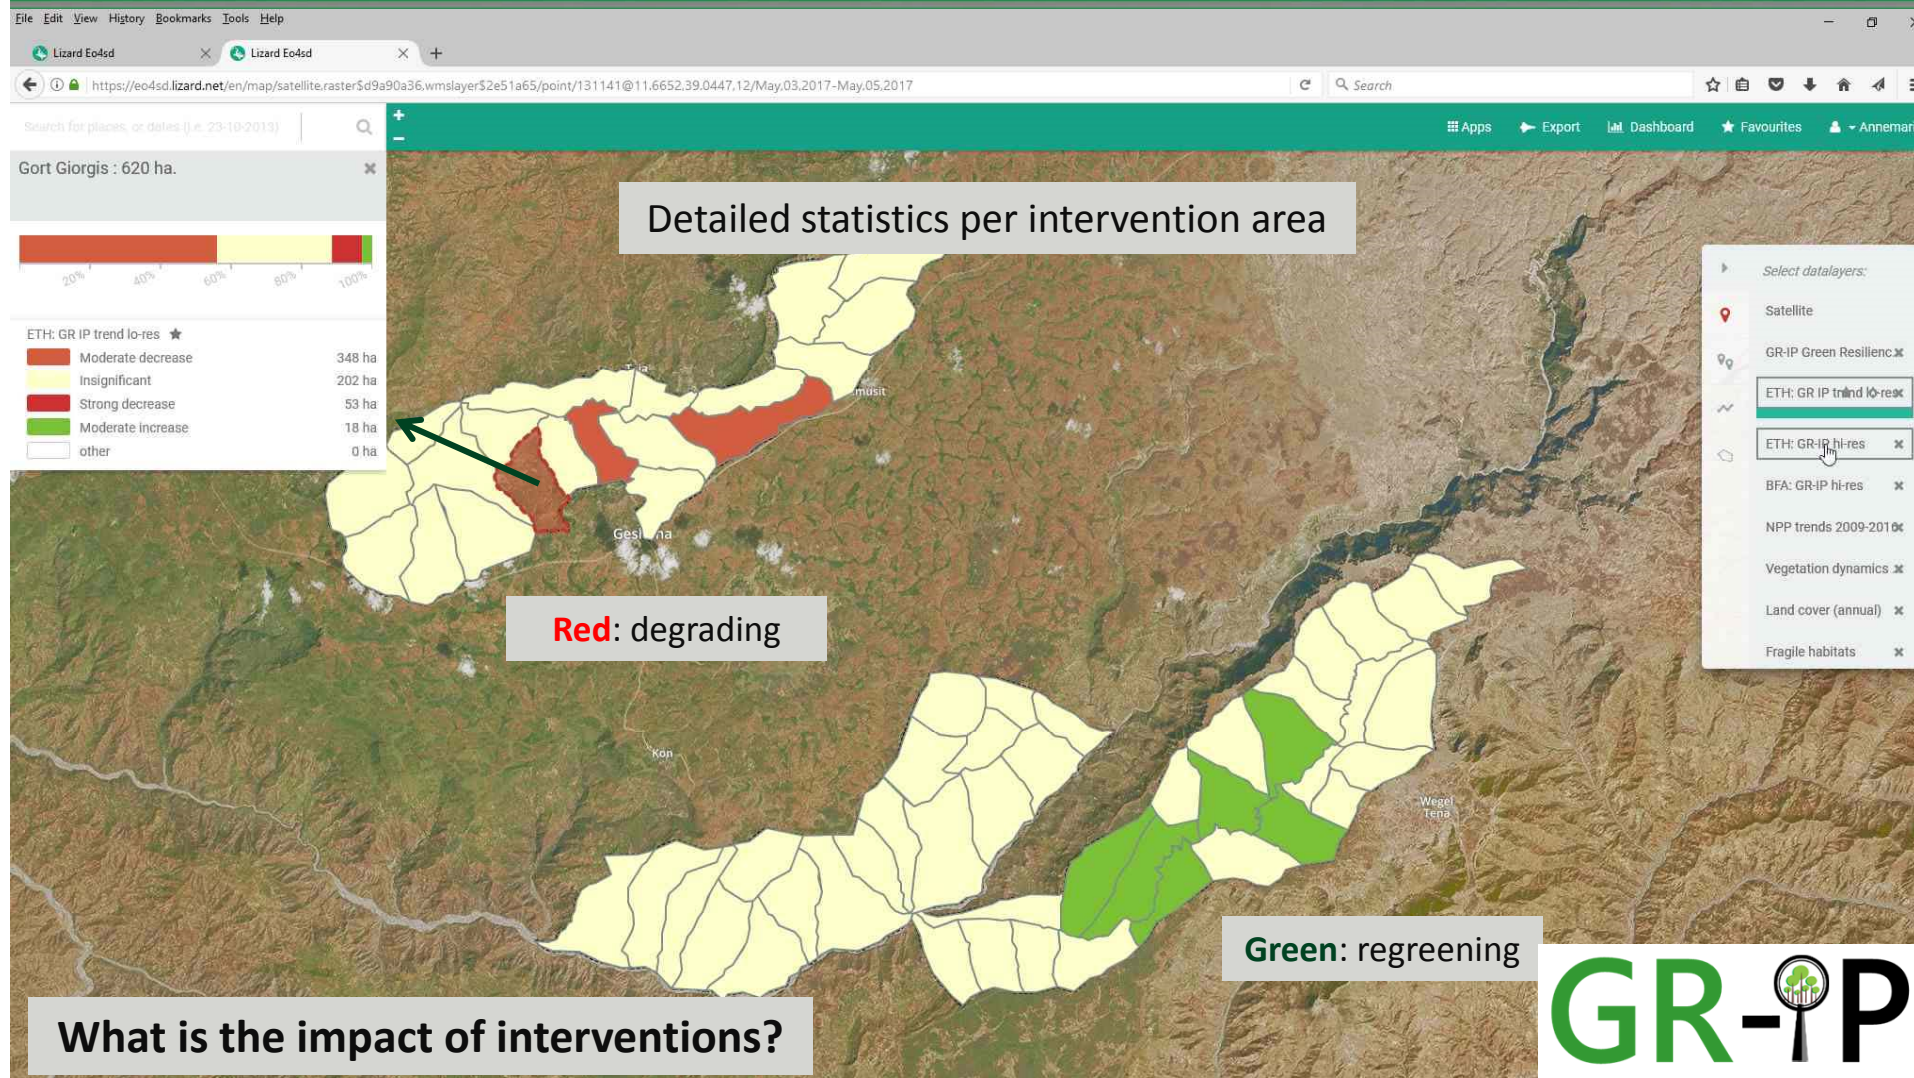 File Edit View History Bookmarks Tools Help
Lizard Eo4sd
Lizard Eo4sd
https://eo4sd.lizard.net/en/map/satellite,raster$d9a90a36,wmslayer$2e51a65/point/131141@11.6652,39.0447,12/May,03,2017-May,05,2017
Search
Search for places, or dates (i.e. 23-10-2013)
+
−
Apps Export Dashboard Favourites Annemari
Gort Giorgis : 620 ha.
Detailed statistics per intervention area
20% 40% 60% 80% 100%
ETH: GR IP trend lo-res
Moderate decrease 348 ha
Insignificant 202 ha
Strong decrease 53 ha
Moderate increase 18 ha
other 0 ha
Select datalayers:
Satellite
GR-IP Green Resilienc
ETH: GR IP trend lo-res
ETH: GR-IP hi-res
BFA: GR-IP hi-res
NPP trends 2009-2016
Vegetation dynamics
Land cover (annual)
Fragile habitats
musit
Red: degrading
Kon
Wegel
Tena
Green: regreening
What is the impact of interventions?
GR-IP